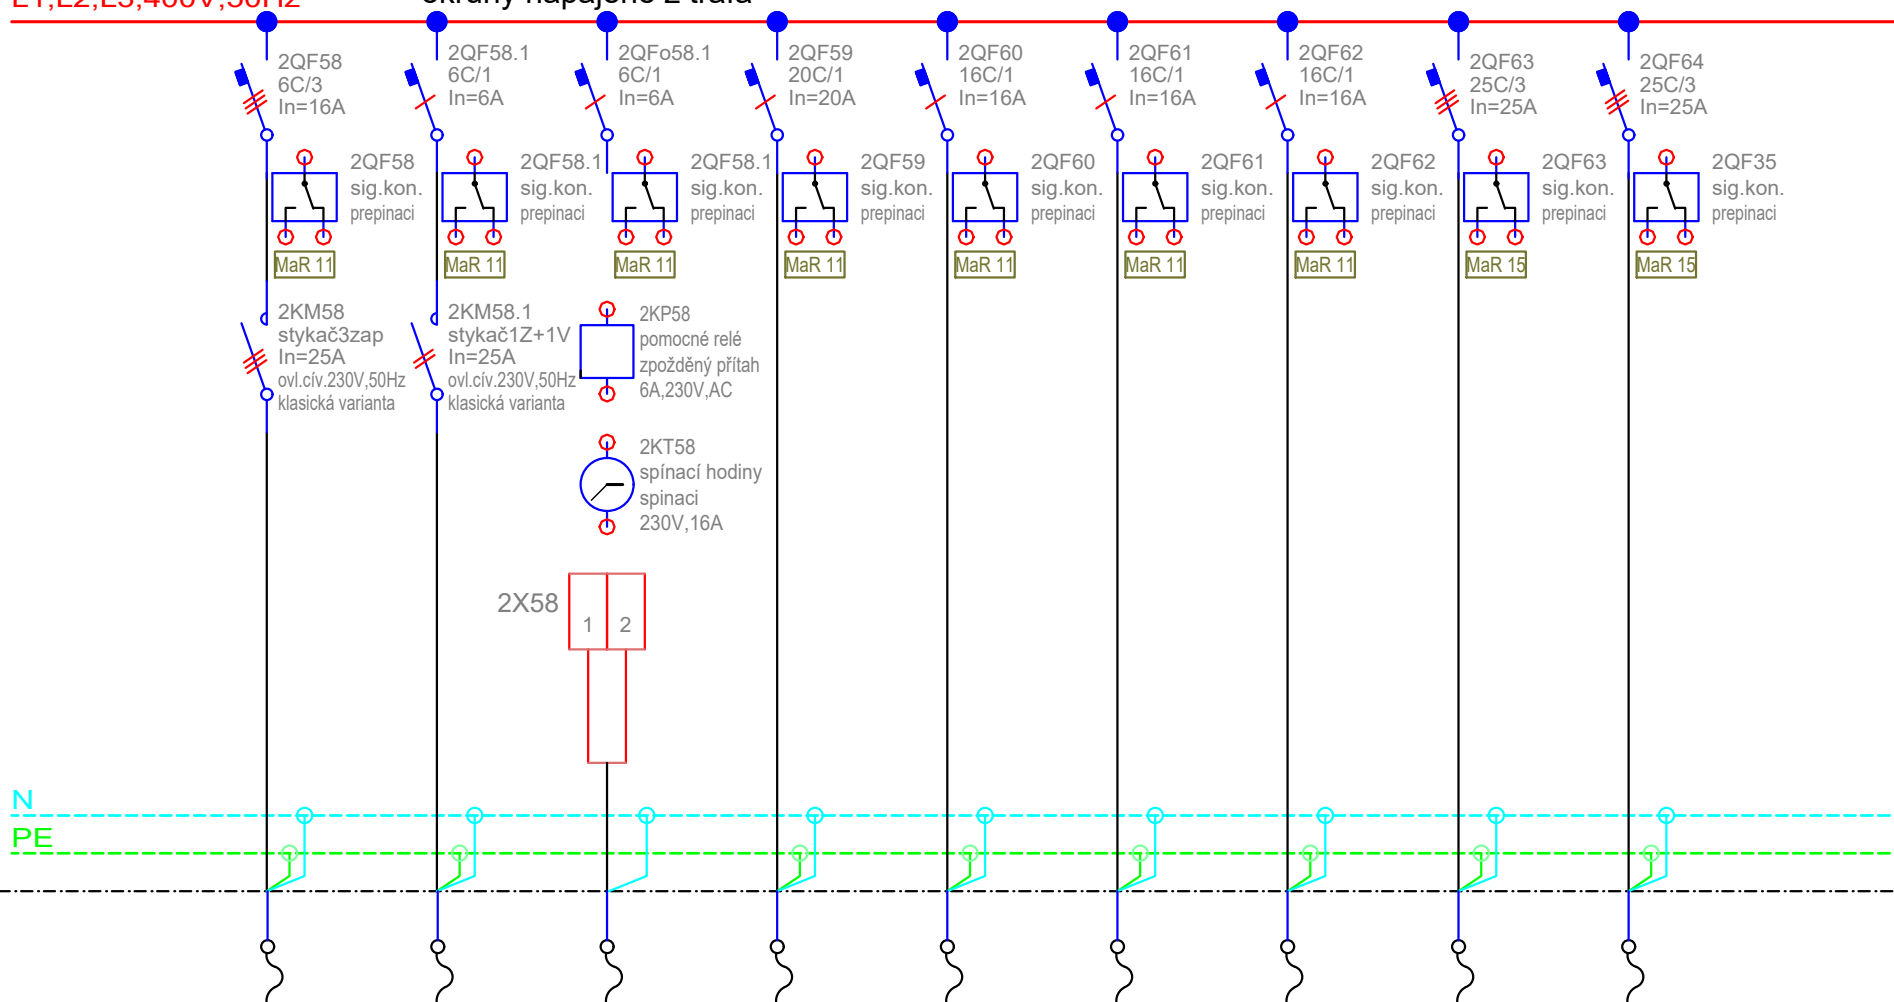 L1,L2,L3,400V,50Hz
okruhy napájené z trafa
2QF58
6C/3
In=16A
2QF58.1
6C/1
In=6A
2QFo58.1
6C/1
In=6A
2QF59
20C/1
In=20A
2QF60
16C/1
In=16A
2QF61
16C/1
In=16A
2QF62
16C/1
In=16A
2QF63
25C/3
In=25A
2QF64
25C/3
In=25A
2QF58
sig.kon.
prepinaci
MaR 11
2QF58.1
sig.kon.
prepinaci
MaR 11
2QF58.1
sig.kon.
prepinaci
MaR 11
2QF59
sig.kon.
prepinaci
MaR 11
2QF60
sig.kon.
prepinaci
MaR 11
2QF61
sig.kon.
prepinaci
MaR 11
2QF62
sig.kon.
prepinaci
MaR 11
2QF63
sig.kon.
prepinaci
MaR 15
2QF35
sig.kon.
prepinaci
MaR 15
2KM58
stykač3zap
In=25A
ovl.cív.230V,50Hz
klasická varianta
2KM58.1
stykač1Z+1V
In=25A
ovl.cív.230V,50Hz
klasická varianta
2KP58
pomocné relé
zpožděný přítah
6A,230V,AC
2KT58
spínací hodiny
spinaci
230V,16A
2X58
1
2
N
PE